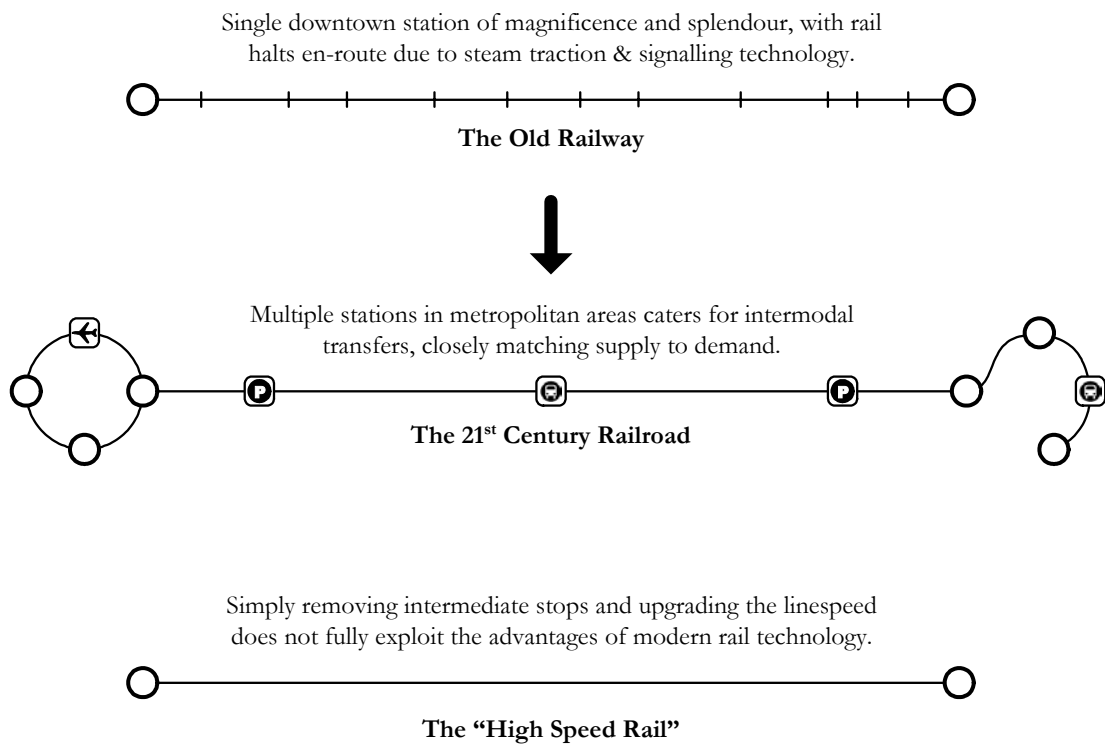 Single downtown station of magnificence and splendour, with rail
halts en-route due to steam traction & signalling technology.
The Old Railway
Multiple stations in metropolitan areas caters for intermodal
transfers, closely matching supply to demand.
P
P
The 21st Century Railroad
Simply removing intermediate stops and upgrading the linespeed
does not fully exploit the advantages of modern rail technology.
The “High Speed Rail”